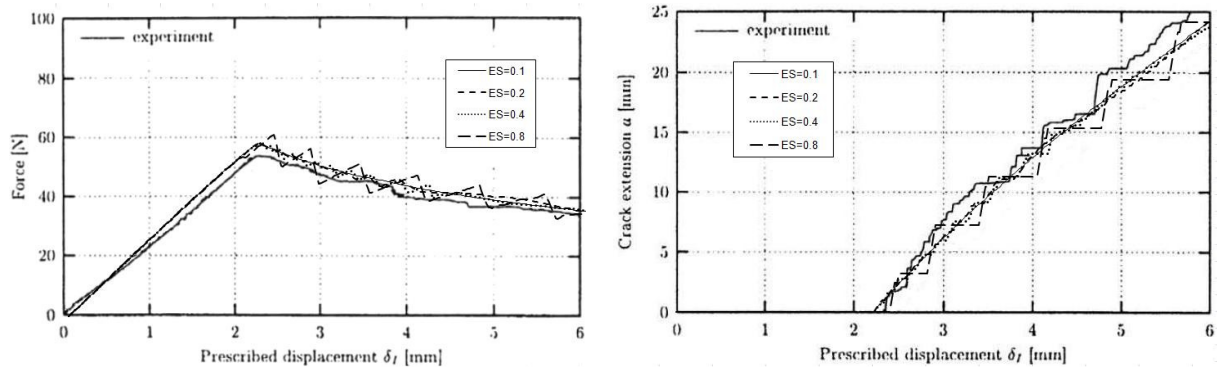 100
80
60
40
20
0
Force [N]
experiment
ES=0.1
ES=0.2
ES=0.4
ES=0.8
0 1 2 3 4 5 6
Prescribed displacement δI [mm]
25
20
15
10
5
0
Crack extension a [mm]
experiment
ES=0.1
ES=0.2
ES=0.4
ES=0.8
0 1 2 3 4 5 6
Prescribed displacement δI [mm]